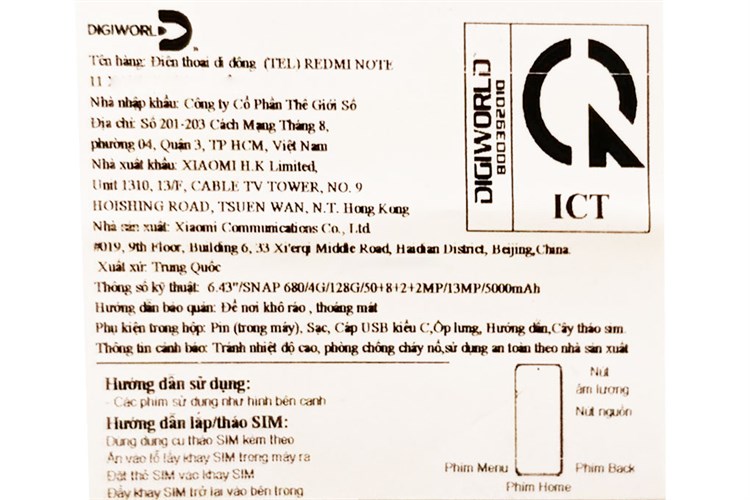 DIGIWORLD
Tên hàng: Điện thoại di động (TEL) REDMI NOTE
11
Nhà nhập khẩu: Công ty Cổ Phần Thế Giới Số
Địa chỉ: Số 201-203 Cách Mạng Tháng 8,
phường 04, Quận 3, TP HCM, Việt Nam
Nhà xuất khẩu: XIAOMI H.K Limited,
Unit 1310, 13/F, CABLE TV TOWER, NO. 9
HOISHING ROAD, TSUEN WAN, N.T. Hong Kong
Nhà sản xuất: Xiaomi Communications Co., Ltd
#019, 9th Floor, Building 6, 33 Xi'erqi Middle Road, Haidian District, Beijing,China.
Xuất xứ: Trung Quốc
Thông số kỹ thuật: 6.43"/SNAP 680/4G/128G/50+8+2+2MP/13MP/5000mAh
Hướng dẫn bảo quản: Để nơi khô ráo , thoáng mát
Phụ kiện trong hộp: Pin (trong máy), Sạc, Cáp USB kiểu C,Ốp lưng, Hướng dẫn,Cây tháo sim.
Thông tin cảnh báo: Tránh nhiệt độ cao, phòng chống cháy nổ,sử dụng an toàn theo nhà sản xuất
DIGIWORLD
800392010
ICT
Hướng dẫn sử dụng:
- Các phím sử dụng như hình bên cạnh
Hướng dẫn lắp/tháo SIM:
Dùng dụng cụ tháo SIM kèm theo
Ấn vào lỗ lấy khay SIM trong máy ra
Đặt thẻ SIM vào khay SIM
Đẩy khay SIM trở lại vào bên trong
Nút
âm lượng
Nút nguồn
Phím Menu
Phím Back
Phím Home